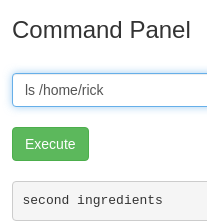 Command Panel
ls /home/rick
Execute
second ingredients